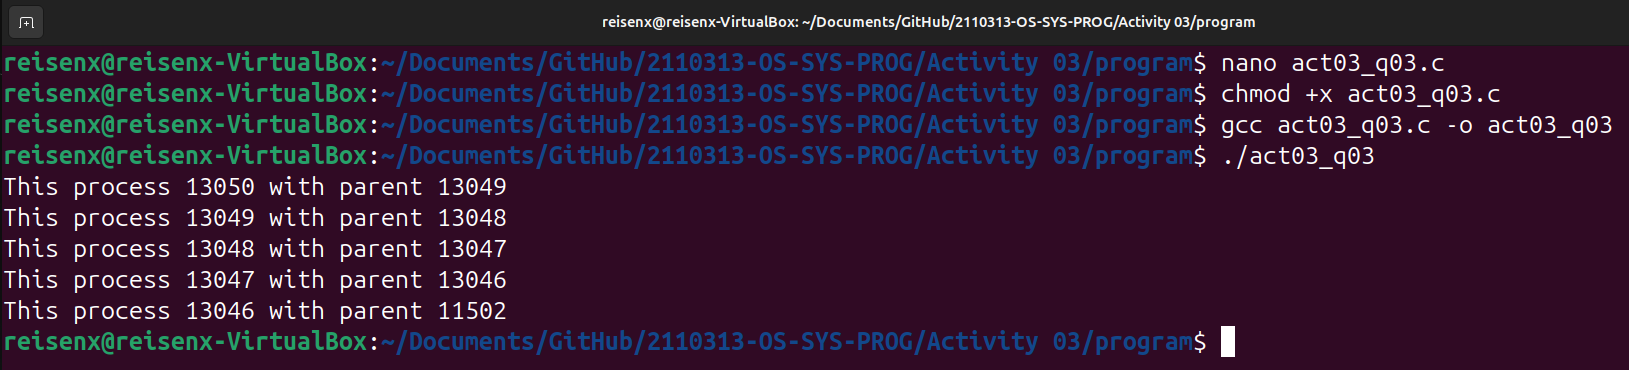 reisenx@reisenx-VirtualBox: ~/Documents/GitHub/2110313-OS-SYS-PROG/Activity 03/program
reisenx@reisenx-VirtualBox:~/Documents/GitHub/2110313-OS-SYS-PROG/Activity 03/program$ nano act03_q03.c
reisenx@reisenx-VirtualBox:~/Documents/GitHub/2110313-OS-SYS-PROG/Activity 03/program$ chmod +x act03_q03.c
reisenx@reisenx-VirtualBox:~/Documents/GitHub/2110313-OS-SYS-PROG/Activity 03/program$ gcc act03_q03.c -o act03_q03
reisenx@reisenx-VirtualBox:~/Documents/GitHub/2110313-OS-SYS-PROG/Activity 03/program$ ./act03_q03
This process 13050 with parent 13049
This process 13049 with parent 13048
This process 13048 with parent 13047
This process 13047 with parent 13046
This process 13046 with parent 11502
reisenx@reisenx-VirtualBox:~/Documents/GitHub/2110313-OS-SYS-PROG/Activity 03/program$